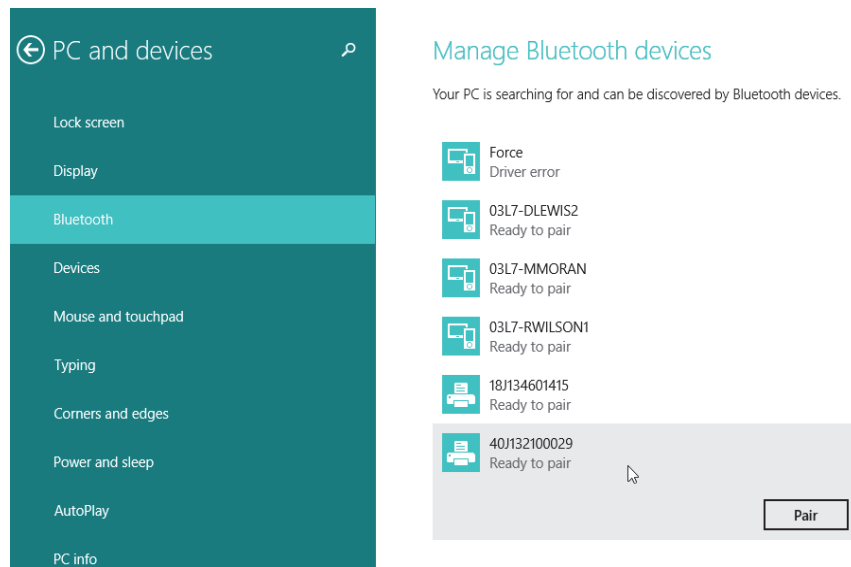 PC and devices
Lock screen
Display
Bluetooth
Devices
Mouse and touchpad
Typing
Corners and edges
Power and sleep
AutoPlay
PC info
Manage Bluetooth devices
Your PC is searching for and can be discovered by Bluetooth devices.
Force
Driver error
03L7-DLEWIS2
Ready to pair
03L7-MMORAN
Ready to pair
03L7-RWILSON1
Ready to pair
18J134601415
Ready to pair
40J132100029
Ready to pair
Pair